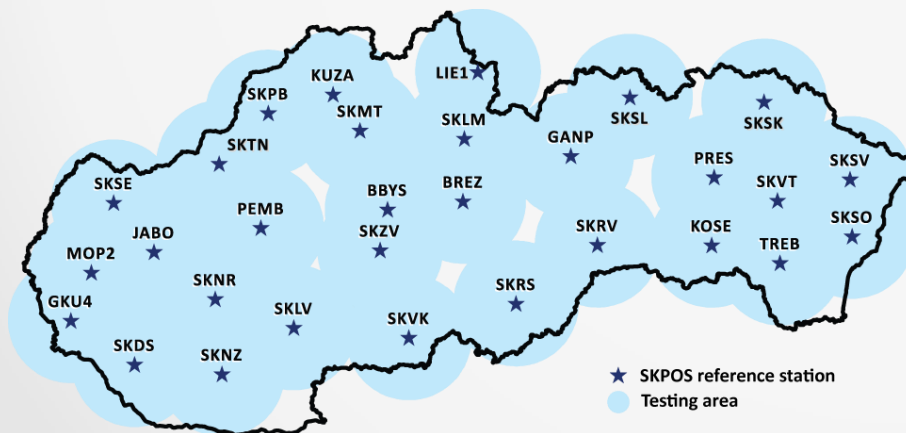 KUZA
LIE1
SKPB
SKMT
SKLM
SKSL
SKSK
GANP
SKTN
PRES
SKSV
SKSE
BBYS
BREZ
SKVT
PEMB
JABO
SKZV
SKRV
KOSE
SKSO
MOP2
TREB
GKU4
SKNR
SKLV
SKRS
SKVK
SKDS
SKNZ
SKPOS reference station
Testing area